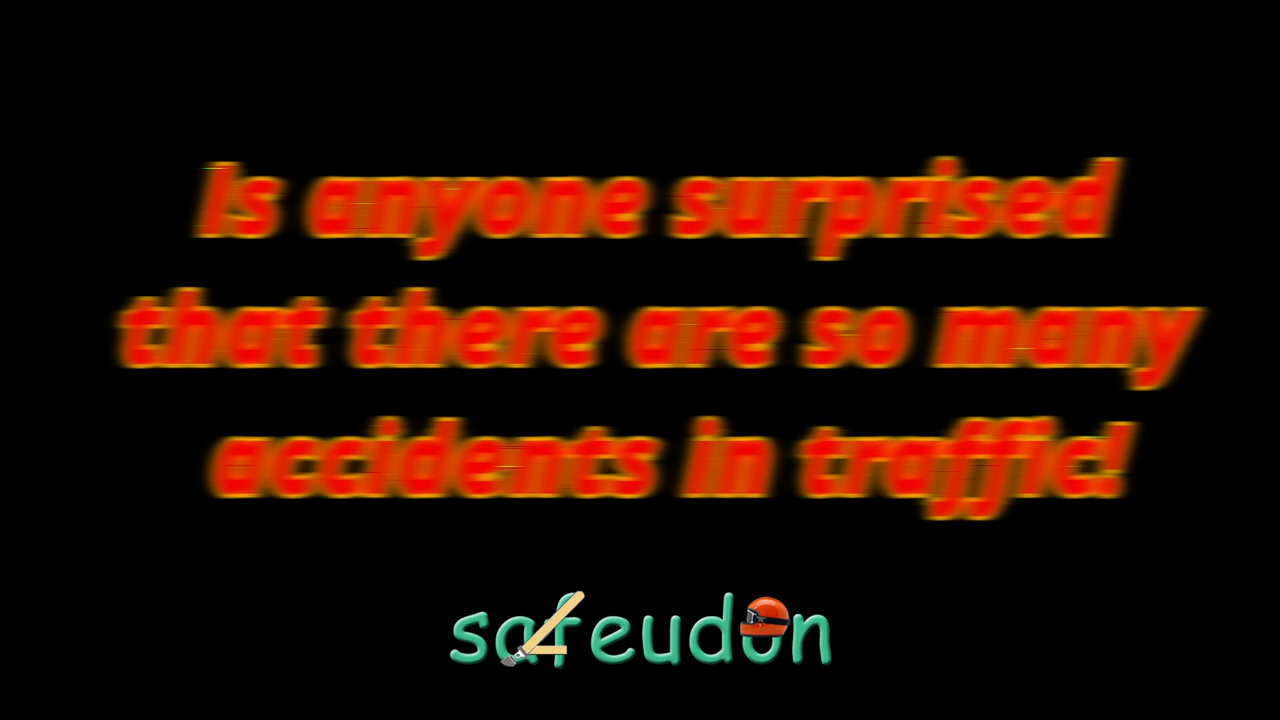 Is anyone surprised
that there are so many
accidents in traffic!
safeudon